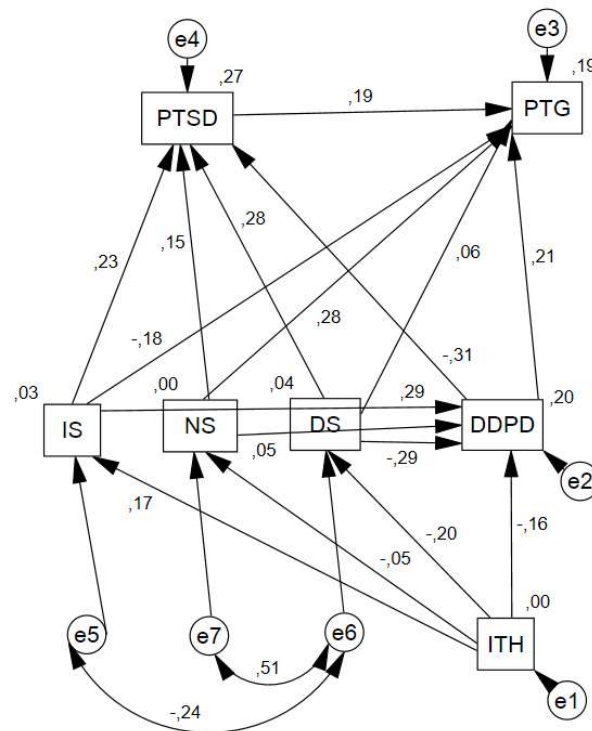 e4
e3
,27
,19
PTSD
,19
PTG
,23
,15
,28
,06
,21
-,18
,28
-,31
,03
,00
,04
,29
,20
IS
NS
DS
DDPD
,05
-,29
e2
,17
-,20
-,16
-,05
,00
e5
e7
e6
ITH
,51
-,24
e1